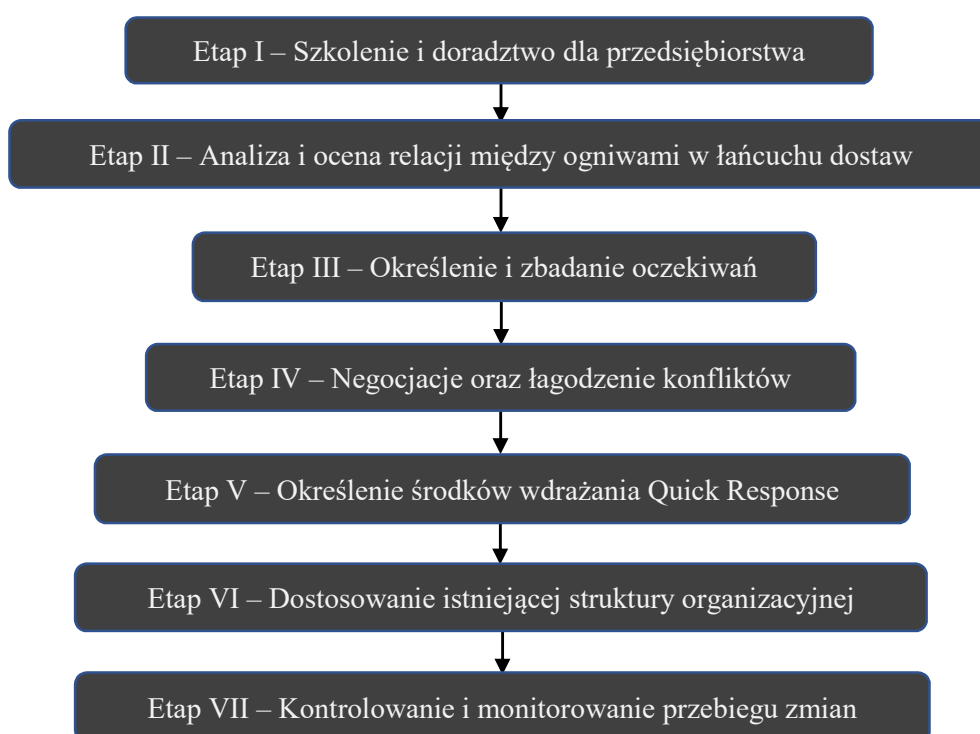 Etap I – Szkolenie i doradztwo dla przedsiębiorstwa
Etap II – Analiza i ocena relacji między ogniwami w łańcuchu dostaw
Etap III – Określenie i zbadanie oczekiwań
Etap IV – Negocjacje oraz łagodzenie konfliktów
Etap V – Określenie środków wdrażania Quick Response
Etap VI – Dostosowanie istniejącej struktury organizacyjnej
Etap VII – Kontrolowanie i monitorowanie przebiegu zmian